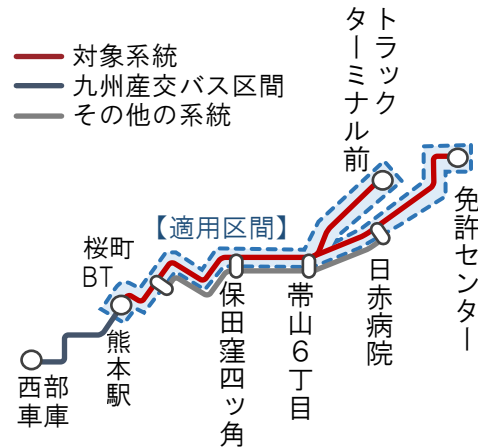 対象系統
九州産交バス区間
その他の系統
トラック
ターミナル前
免許センター
【適用区間】
桜町
BT
日赤病院
帯山6丁目
保田窪四ッ角
熊本駅
西部
車庫